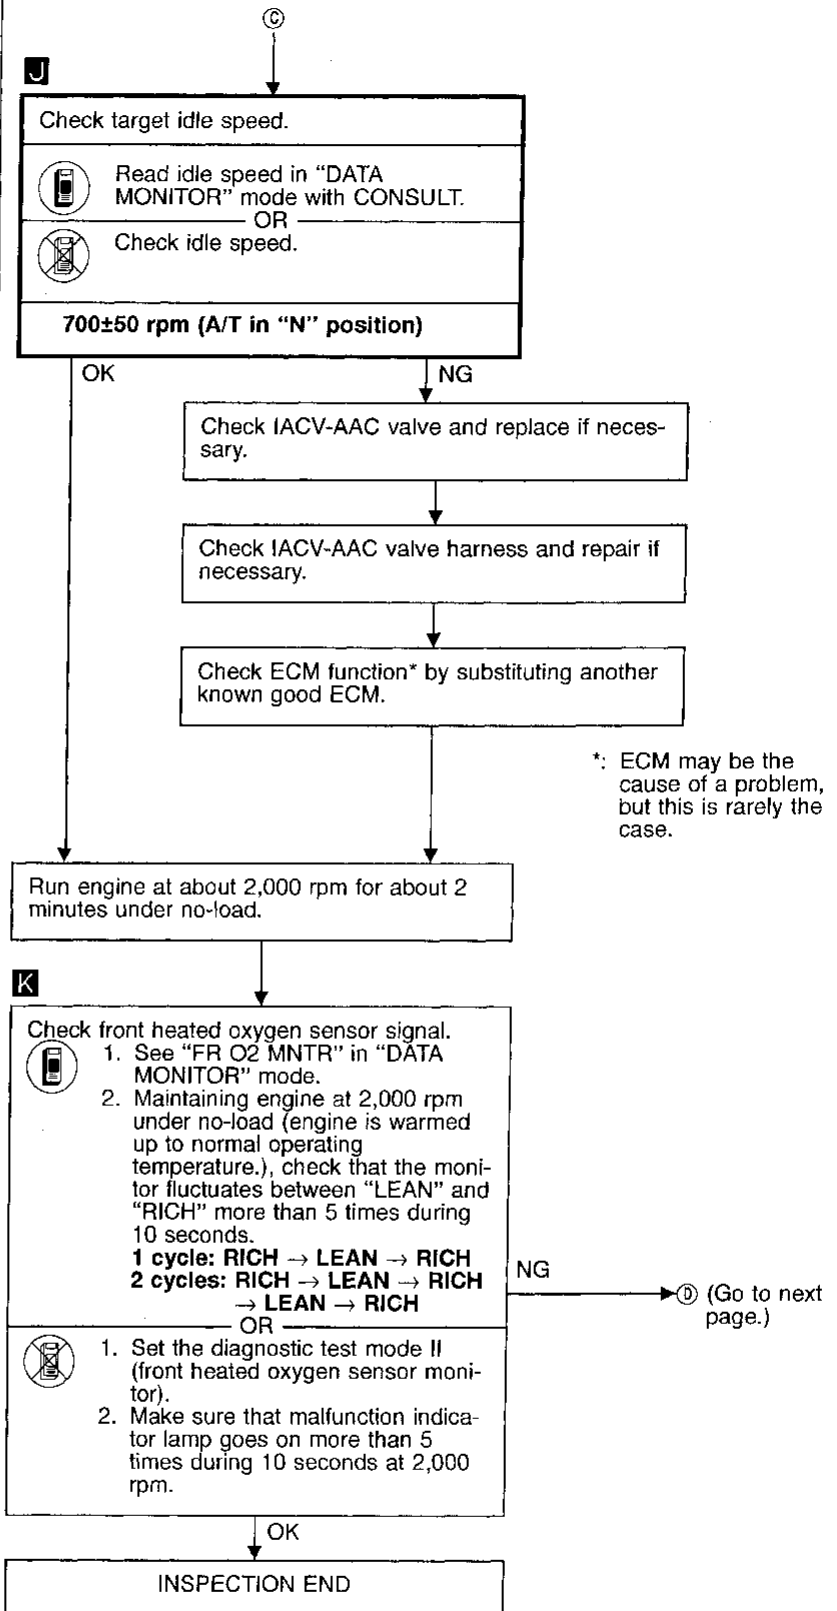 C
J
Check target idle speed.
Read idle speed in “DATA
MONITOR” mode with CONSULT.
OR
Check idle speed.
700±50 rpm (A/T in “N” position)
OK
NG
Check IACV-AAC valve and replace if neces-
sary.
Check IACV-AAC valve harness and repair if
necessary.
Check ECM function* by substituting another
known good ECM.
*: ECM may be the
cause of a problem,
but this is rarely the
case.
Run engine at about 2,000 rpm for about 2
minutes under no-load.
K
Check front heated oxygen sensor signal.
1. See “FR O2 MNTR” in “DATA
MONITOR” mode.
2. Maintaining engine at 2,000 rpm
under no-load (engine is warmed
up to normal operating
temperature.), check that the moni-
tor fluctuates between “LEAN” and
“RICH” more than 5 times during
10 seconds.
1 cycle: RICH → LEAN → RICH
2 cycles: RICH → LEAN → RICH
→ LEAN → RICH
NG
D (Go to next
page.)
OR
1. Set the diagnostic test mode II
(front heated oxygen sensor moni-
tor).
2. Make sure that malfunction indica-
tor lamp goes on more than 5
times during 10 seconds at 2,000
rpm.
OK
INSPECTION END